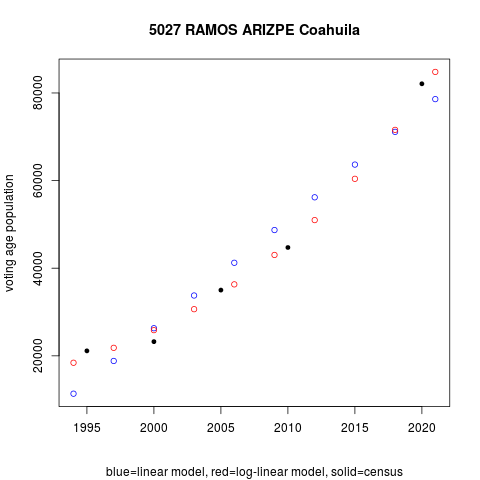 5027 RAMOS ARIZPE Coahuila
voting age population
80000
60000
40000
20000
1995 2000 2005 2010 2015 2020
blue=linear model, red=log-linear model, solid=census